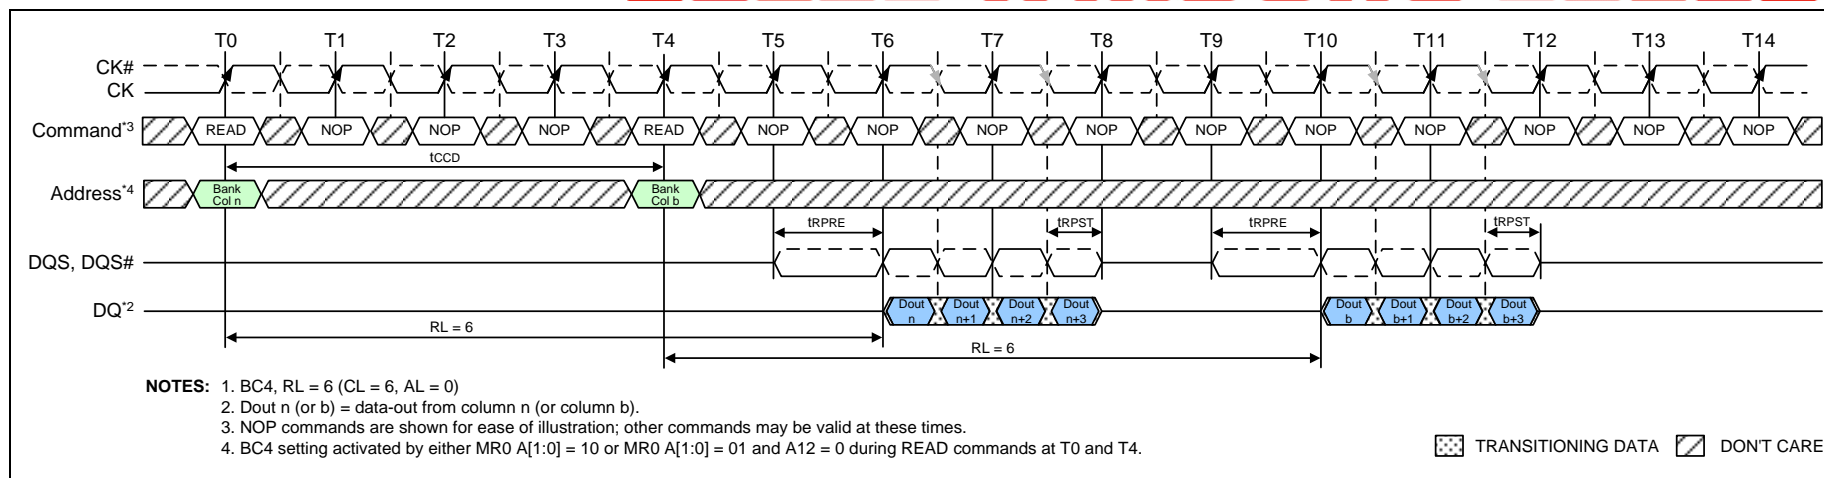 T0 T1 T2 T3 T4 T5 T6 T7 T8 T9 T10 T11 T12 T13 T14
CK#
CK
Command*3 READ NOP NOP NOP READ NOP NOP NOP NOP NOP NOP NOP NOP NOP NOP
tCCD
Address*4 Bank Col n Bank Col b
tRPRE tRPST tRPRE tRPST
DQS, DQS#
DQ*2 Dout n Dout n+1 Dout n+2 Dout n+3 Dout b Dout b+1 Dout b+2 Dout b+3
RL = 6
RL = 6
NOTES: 1. BC4, RL = 6 (CL = 6, AL = 0)
2. Dout n (or b) = data-out from column n (or column b).
3. NOP commands are shown for ease of illustration; other commands may be valid at these times.
4. BC4 setting activated by either MR0 A[1:0] = 10 or MR0 A[1:0] = 01 and A12 = 0 during READ commands at T0 and T4.
TRANSITIONING DATA DON'T CARE